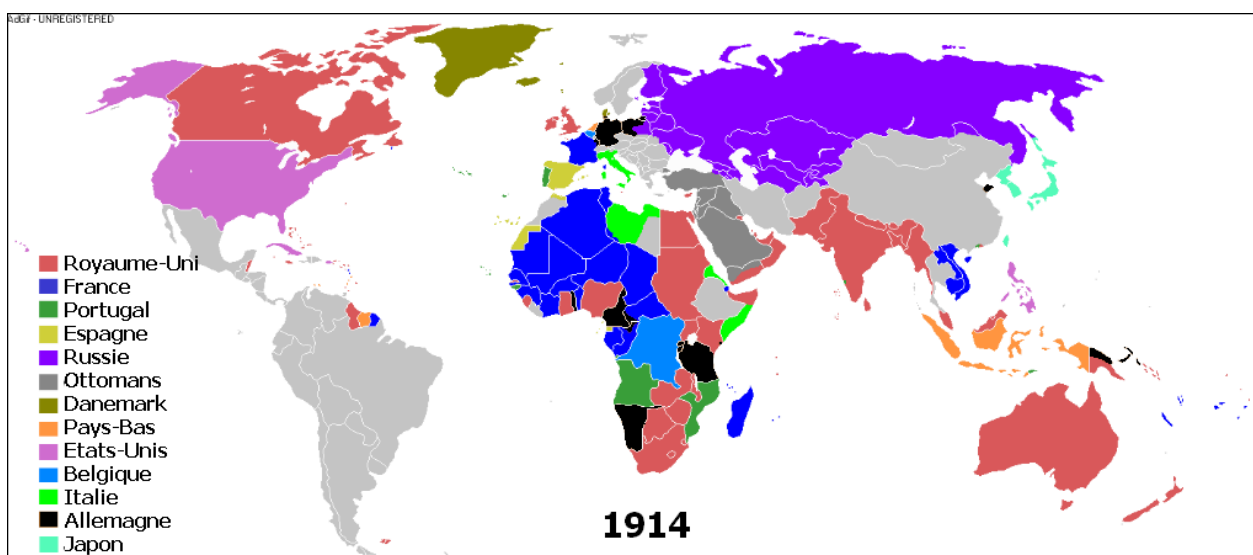 AdGif - UNREGISTERED
Royaume-Uni
France
Portugal
Espagne
Russie
Ottomans
Danemark
Pays-Bas
Etats-Unis
Belgique
Italie
Allemagne
Japon
1914